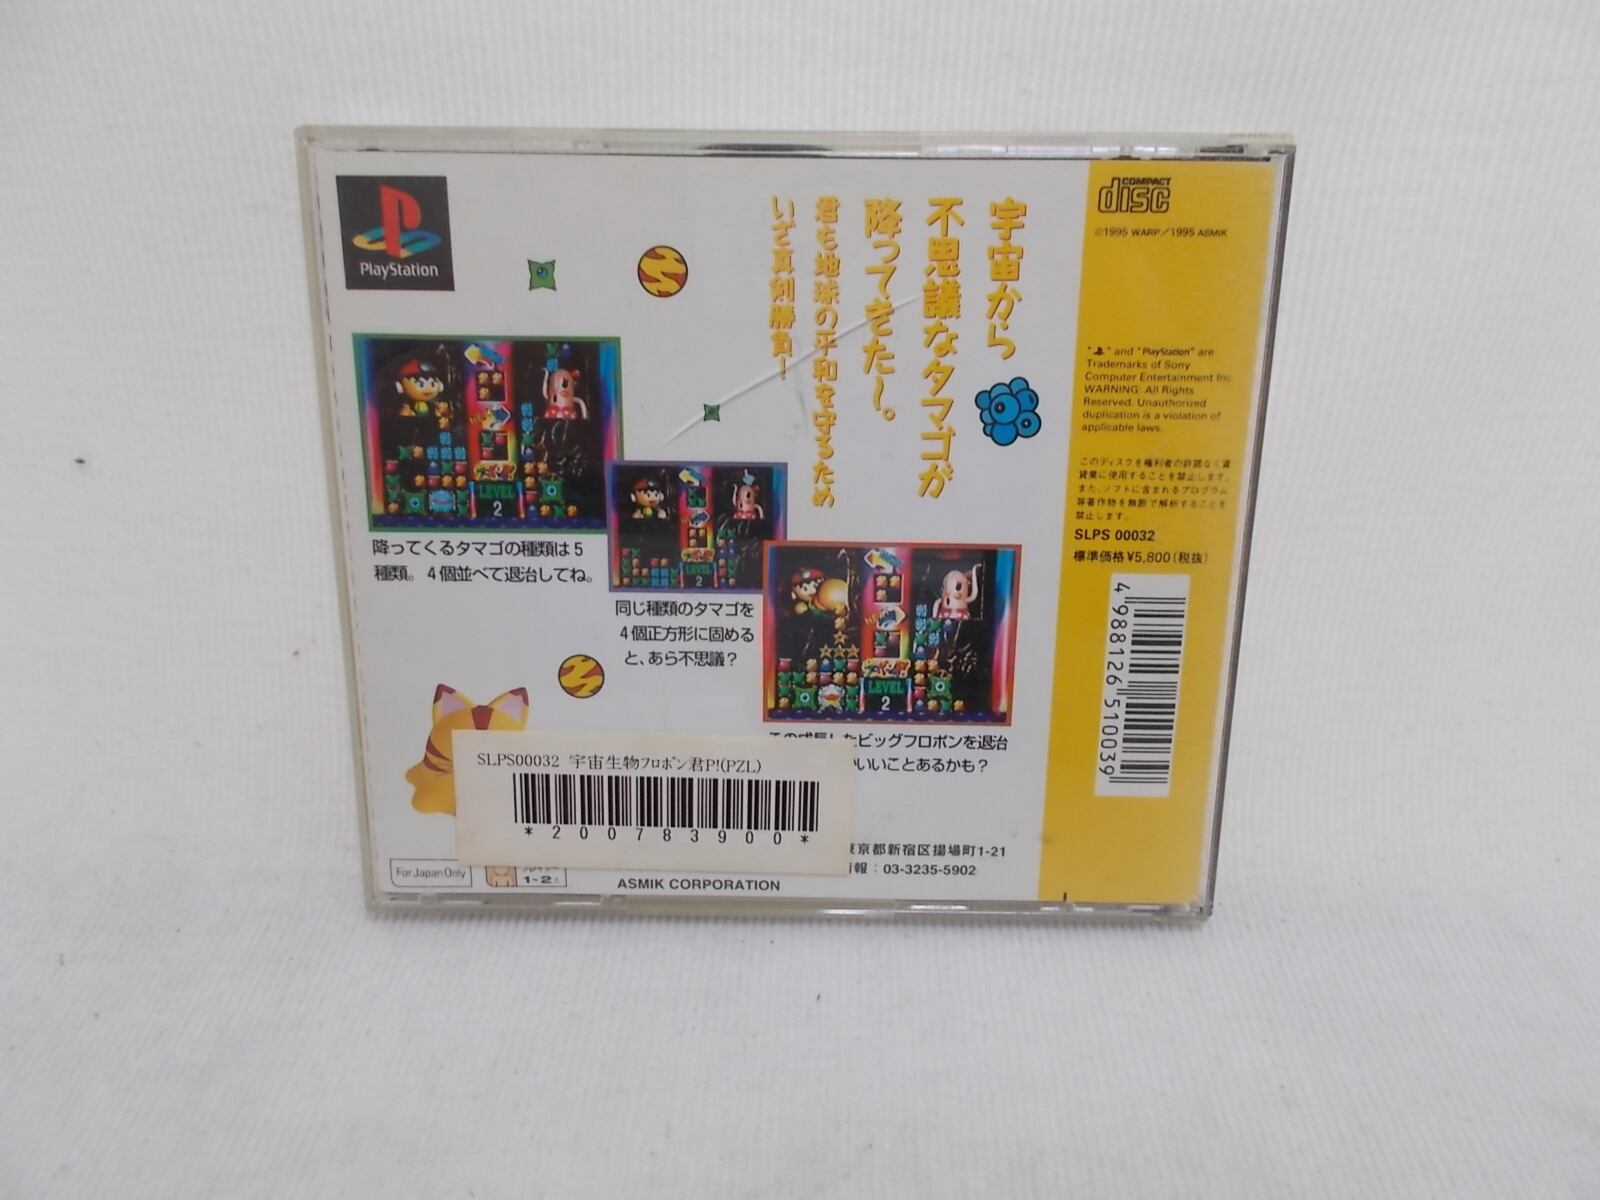 PlayStation
宇宙から
不思議なタマゴが
降ってきた～。
君も地球の平和を守るため
いざ真剣勝負！
COMPACT
disc
©1995 WARP/1995 ASMIK
" " and "PlayStation" are
Trademarks of Sony
Computer Entertainment Inc.
WARNING: All Rights
Reserved. Unauthorized
duplication is a violation of
applicable laws.
このディスクを権利者の許諾なく賃
貸業に使用することを禁止します。
また、ソフトに含まれるプログラム
等著作物を無断で解析することを
禁止します。
SLPS 00032
標準価格¥5,800(税抜)
4 988126 510039
LEVEL
2
降ってくるタマゴの種類は5
種類。4個並べて退治してね。
LEVEL
2
同じ種類のタマゴを
4個正方形に固める
と、あら不思議？
LEVEL
2
ビッグフロポンを退治
いいことあるかも？
SLPS00032 宇宙生物フロポン君P!(PZL)
*200783900*
For Japan Only
1~2人
東京都新宿区揚場町1-21
報：03-3235-5902
ASMIK CORPORATION